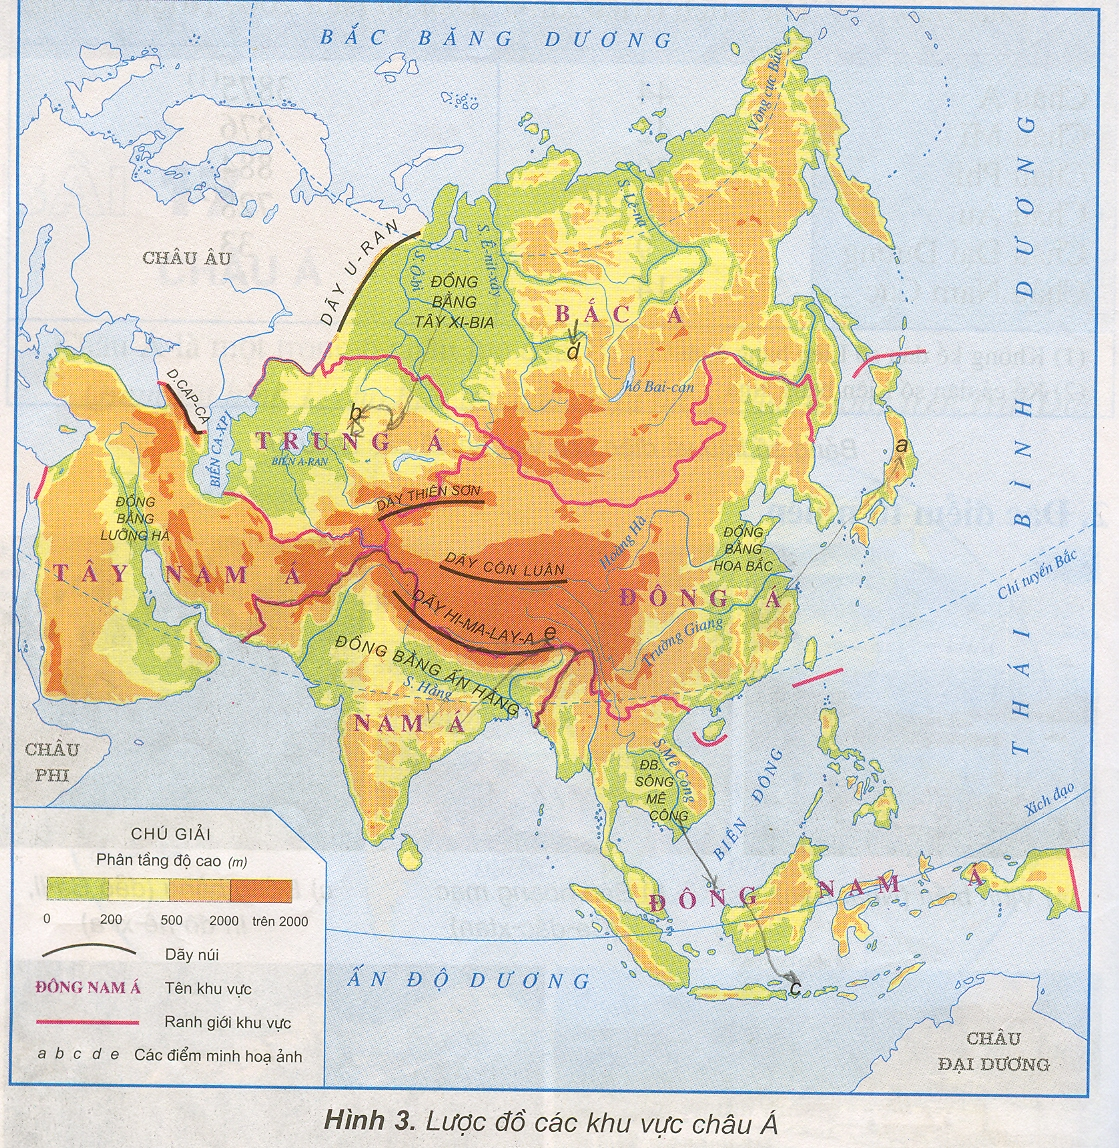 BẮC BĂNG DƯƠNG
Vòng cực Bắc
CHÂU ÂU
DÃY U-RAN
S. Ô-bi
S. Ê-nit-xây
S. Lê-na
ĐỒNG
BẰNG
TÂY XI-BIA
BẮC Á
d
hồ Bai-can
THÁI BÌNH DƯƠNG
D. CAP-CA
BIỂN CA-XPI
b
TRUNG Á
BIỂN A-RAN
a
DÃY THIÊN SƠN
ĐỒNG
BẰNG
LƯỠNG HÀ
TÂY NAM Á
Hoàng Hà
ĐỒNG
BẰNG
HOA BẮC
DÃY CÔN LUÂN
ĐÔNG Á
Chí tuyến Bắc
DÃY HI-MA-LAY-A
e
Trường Giang
ĐỒNG BẰNG ẤN HẰNG
S. Hằng
NAM Á
CHÂU
PHI
ĐB.
SÔNG
MÊ
CÔNG
S. Mê Công
BIỂN ĐÔNG
Xích đạo
ĐÔNG NAM Á
c
ẤN ĐỘ DƯƠNG
CHÂU
ĐẠI DƯƠNG
CHÚ GIẢI
Phân tầng độ cao (m)
0 200 500 2000 trên 2000
Dãy núi
ĐÔNG NAM Á Tên khu vực
Ranh giới khu vực
a b c d e Các điểm minh hoạ ảnh
Hình 3. Lược đồ các khu vực châu Á